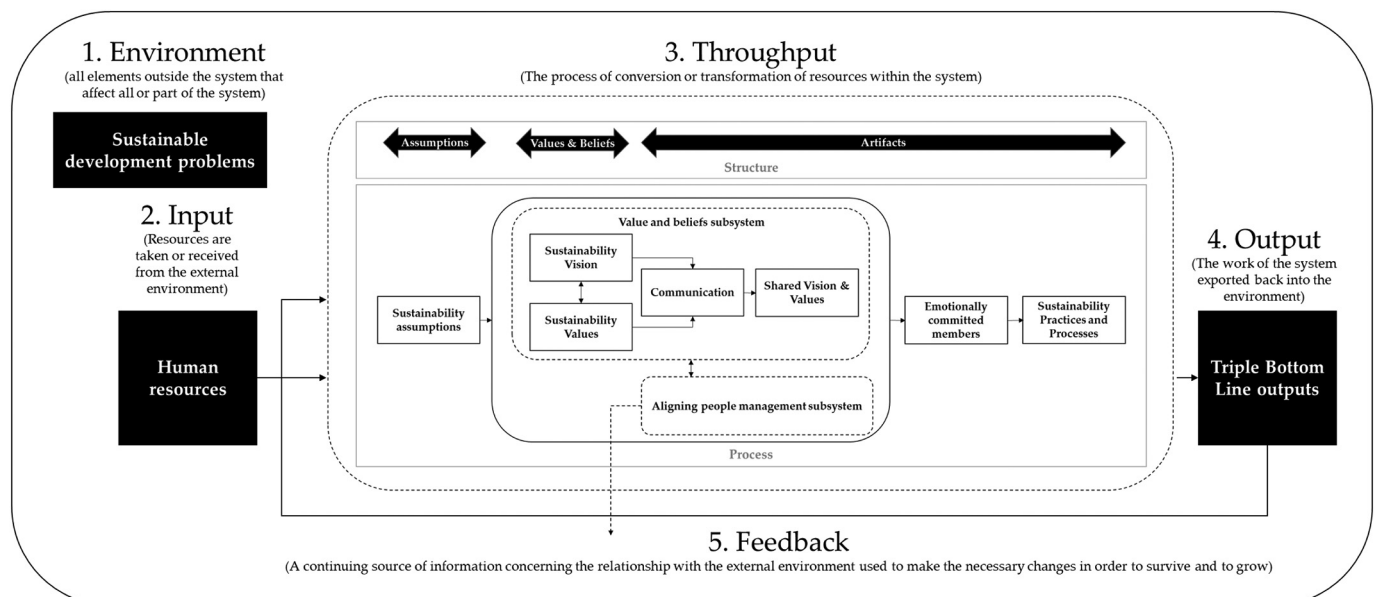 1. Environment
(all elements outside the system that
affect all or part of the system)
Sustainable
development problems
2. Input
(Resources are
taken or received
from the external
environment)
Human
resources
3. Throughput
(The process of conversion or transformation of resources within the system)
Assumptions
Values & Beliefs
Artifacts
Structure
Value and beliefs subsystem
Sustainability
Vision
Sustainability
Values
Communication
Shared Vision &
Values
Sustainability
assumptions
Emotionally
committed
members
Sustainability
Practices and
Processes
Aligning people management subsystem
Process
4. Output
(The work of the system
exported back into the
environment)
Triple Bottom
Line outputs
5. Feedback
(A continuing source of information concerning the relationship with the external environment used to make the necessary changes in order to survive and to grow)